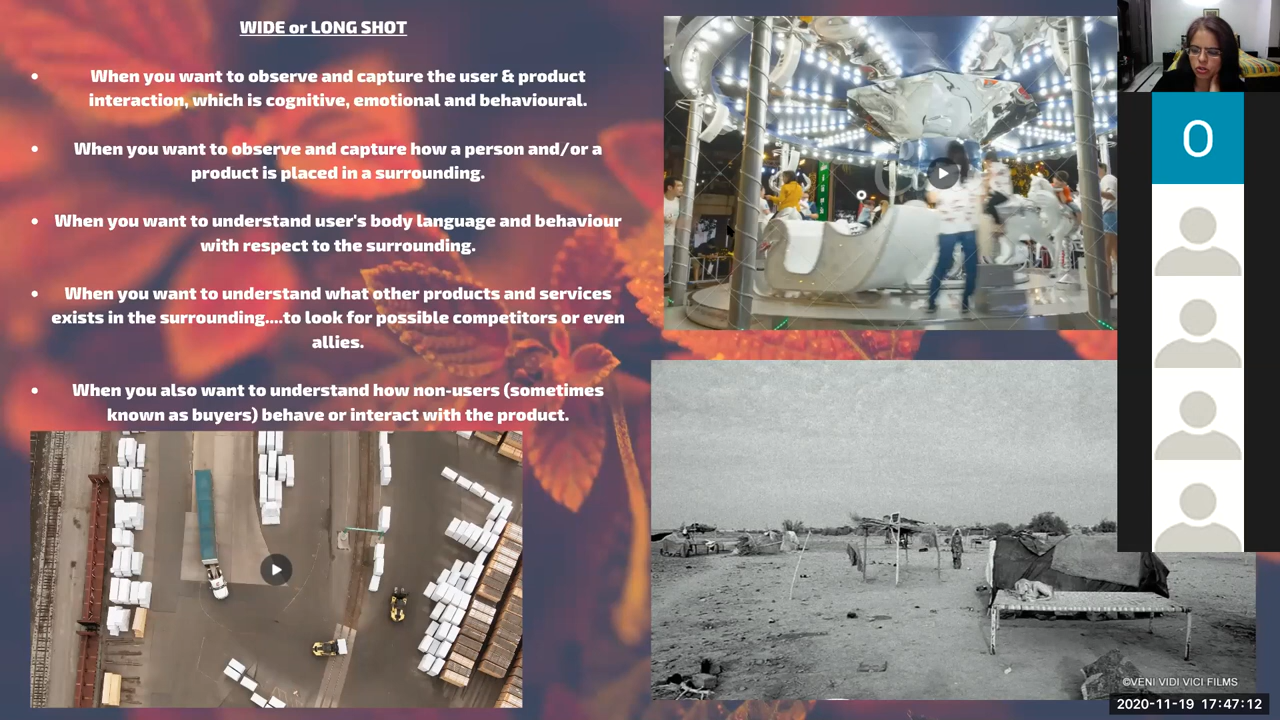 WIDE or LONG SHOT
• When you want to observe and capture the user & product
interaction, which is cognitive, emotional and behavioural.
• When you want to observe and capture how a person and/or a
product is placed in a surrounding.
• When you want to understand user's body language and behaviour
with respect to the surrounding.
• When you want to understand what other products and services
exists in the surrounding....to look for possible competitors or even
allies.
• When you also want to understand how non-users (sometimes
known as buyers) behave or interact with the product.
O
©VENI VIDI VICI FILMS
2020-11-19 17:47:12